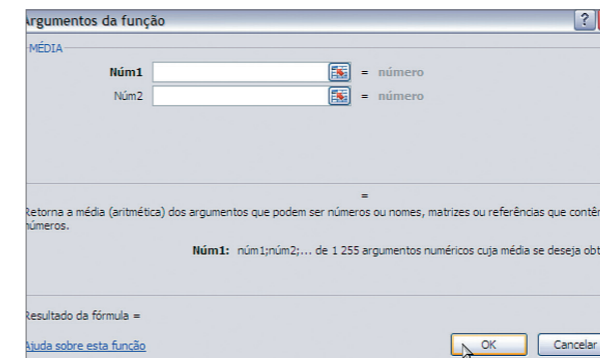 Argumentos da função ?
MÉDIA
Núm1 = número
Núm2 = número
=
Retorna a média (aritmética) dos argumentos que podem ser números ou nomes, matrizes ou referências que contêm
números.
Núm1: núm1;núm2;... de 1 255 argumentos numéricos cuja média se deseja obt
Resultado da fórmula =
Ajuda sobre esta função OK Cancelar